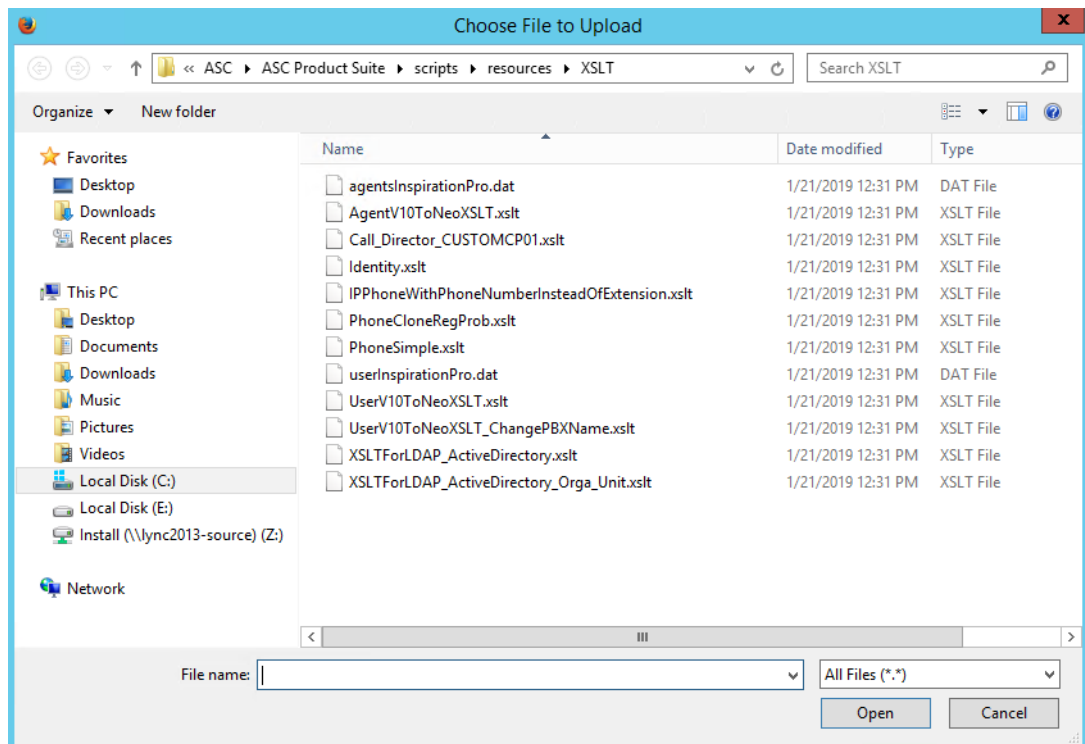 Choose File to Upload
x
« ASC ▸ ASC Product Suite ▸ scripts ▸ resources ▸ XSLT
Search XSLT
Organize
New folder
Name Date modified Type
Favorites
Desktop
Downloads
Recent places
This PC
Desktop
Documents
Downloads
Music
Pictures
Videos
Local Disk (C:)
Local Disk (E:)
Install (\\lync2013-source) (Z:)
Network
agentsInspirationPro.dat 1/21/2019 12:31 PM DAT File
AgentV10ToNeoXSLT.xslt 1/21/2019 12:31 PM XSLT File
Call_Director_CUSTOMCP01.xslt 1/21/2019 12:31 PM XSLT File
Identity.xslt 1/21/2019 12:31 PM XSLT File
IPPhoneWithPhoneNumberInsteadOfExtension.xslt 1/21/2019 12:31 PM XSLT File
PhoneCloneRegProb.xslt 1/21/2019 12:31 PM XSLT File
PhoneSimple.xslt 1/21/2019 12:31 PM XSLT File
userInspirationPro.dat 1/21/2019 12:31 PM DAT File
UserV10ToNeoXSLT.xslt 1/21/2019 12:31 PM XSLT File
UserV10ToNeoXSLT_ChangePBXName.xslt 1/21/2019 12:31 PM XSLT File
XSLTForLDAP_ActiveDirectory.xslt 1/21/2019 12:31 PM XSLT File
XSLTForLDAP_ActiveDirectory_Orga_Unit.xslt 1/21/2019 12:31 PM XSLT File
File name:
All Files (*.*)
Open
Cancel